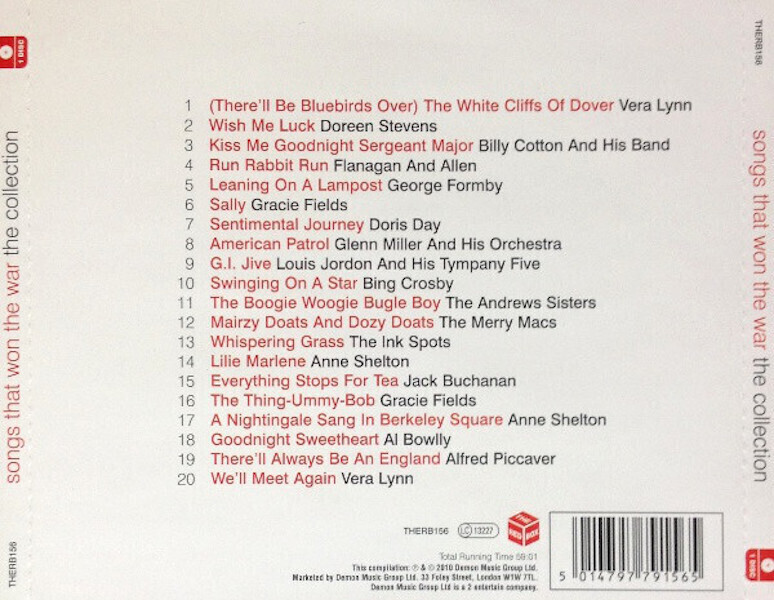 1 DISC
songs that won the war the collection
THERB156
1 (There'll Be Bluebirds Over) The White Cliffs Of Dover Vera Lynn
2 Wish Me Luck Doreen Stevens
3 Kiss Me Goodnight Sergeant Major Billy Cotton And His Band
4 Run Rabbit Run Flanagan And Allen
5 Leaning On A Lampost George Formby
6 Sally Gracie Fields
7 Sentimental Journey Doris Day
8 American Patrol Glenn Miller And His Orchestra
9 G.I. Jive Louis Jordon And His Tympany Five
10 Swinging On A Star Bing Crosby
11 The Boogie Woogie Bugle Boy The Andrews Sisters
12 Mairzy Doats And Dozy Doats The Merry Macs
13 Whispering Grass The Ink Spots
14 Lilie Marlene Anne Shelton
15 Everything Stops For Tea Jack Buchanan
16 The Thing-Ummy-Bob Gracie Fields
17 A Nightingale Sang In Berkeley Square Anne Shelton
18 Goodnight Sweetheart Al Bowlly
19 There'll Always Be An England Alfred Piccaver
20 We'll Meet Again Vera Lynn
THERB156 LC 13227 THE RED BOX
Total Running Time 59:01
This compilation: ℗ & © 2010 Demon Music Group Ltd.
Marketed by Demon Music Group Ltd. 33 Foley Street, London W1W 7TL.
Demon Music Group Ltd is a 2 entertain company.
5 014797 791565
THERB156
songs that won the war the collection
1 DISC